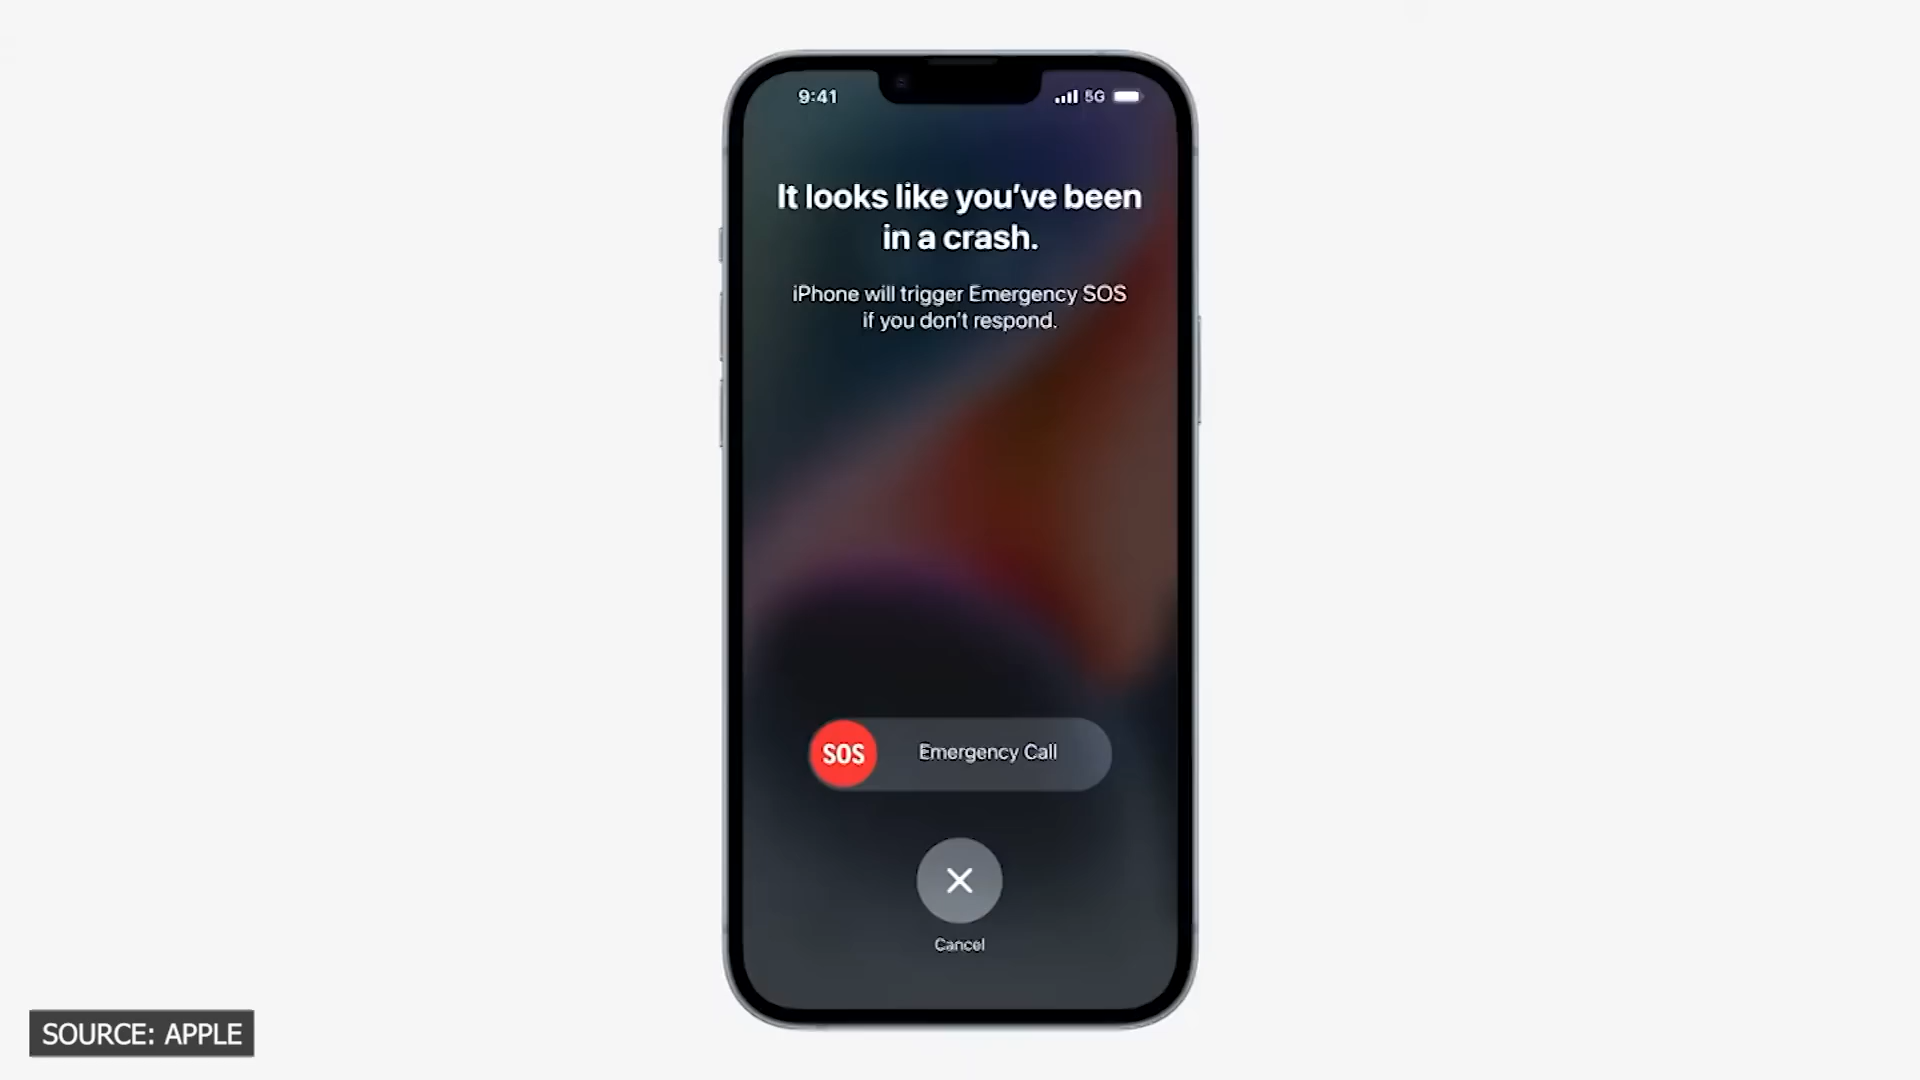 9:41
5G
It looks like you've been
in a crash.
iPhone will trigger Emergency SOS
if you don't respond.
SOS
Emergency Call
Cancel
SOURCE: APPLE